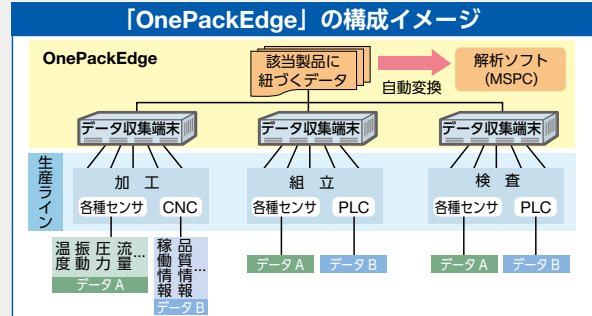 「OnePackEdge」の構成イメージ
OnePackEdge
該当製品に
紐づくデータ
自動変換
解析ソフト
(MSPC)
データ収集端末
データ収集端末
データ収集端末
生産ライン
加 工
各種センサ
CNC
組 立
各種センサ
PLC
検 査
各種センサ
PLC
温度
振動
圧力
流量...
データ A
稼働情報
品質情報...
データ B
データ A
データ B
データ A
データ B